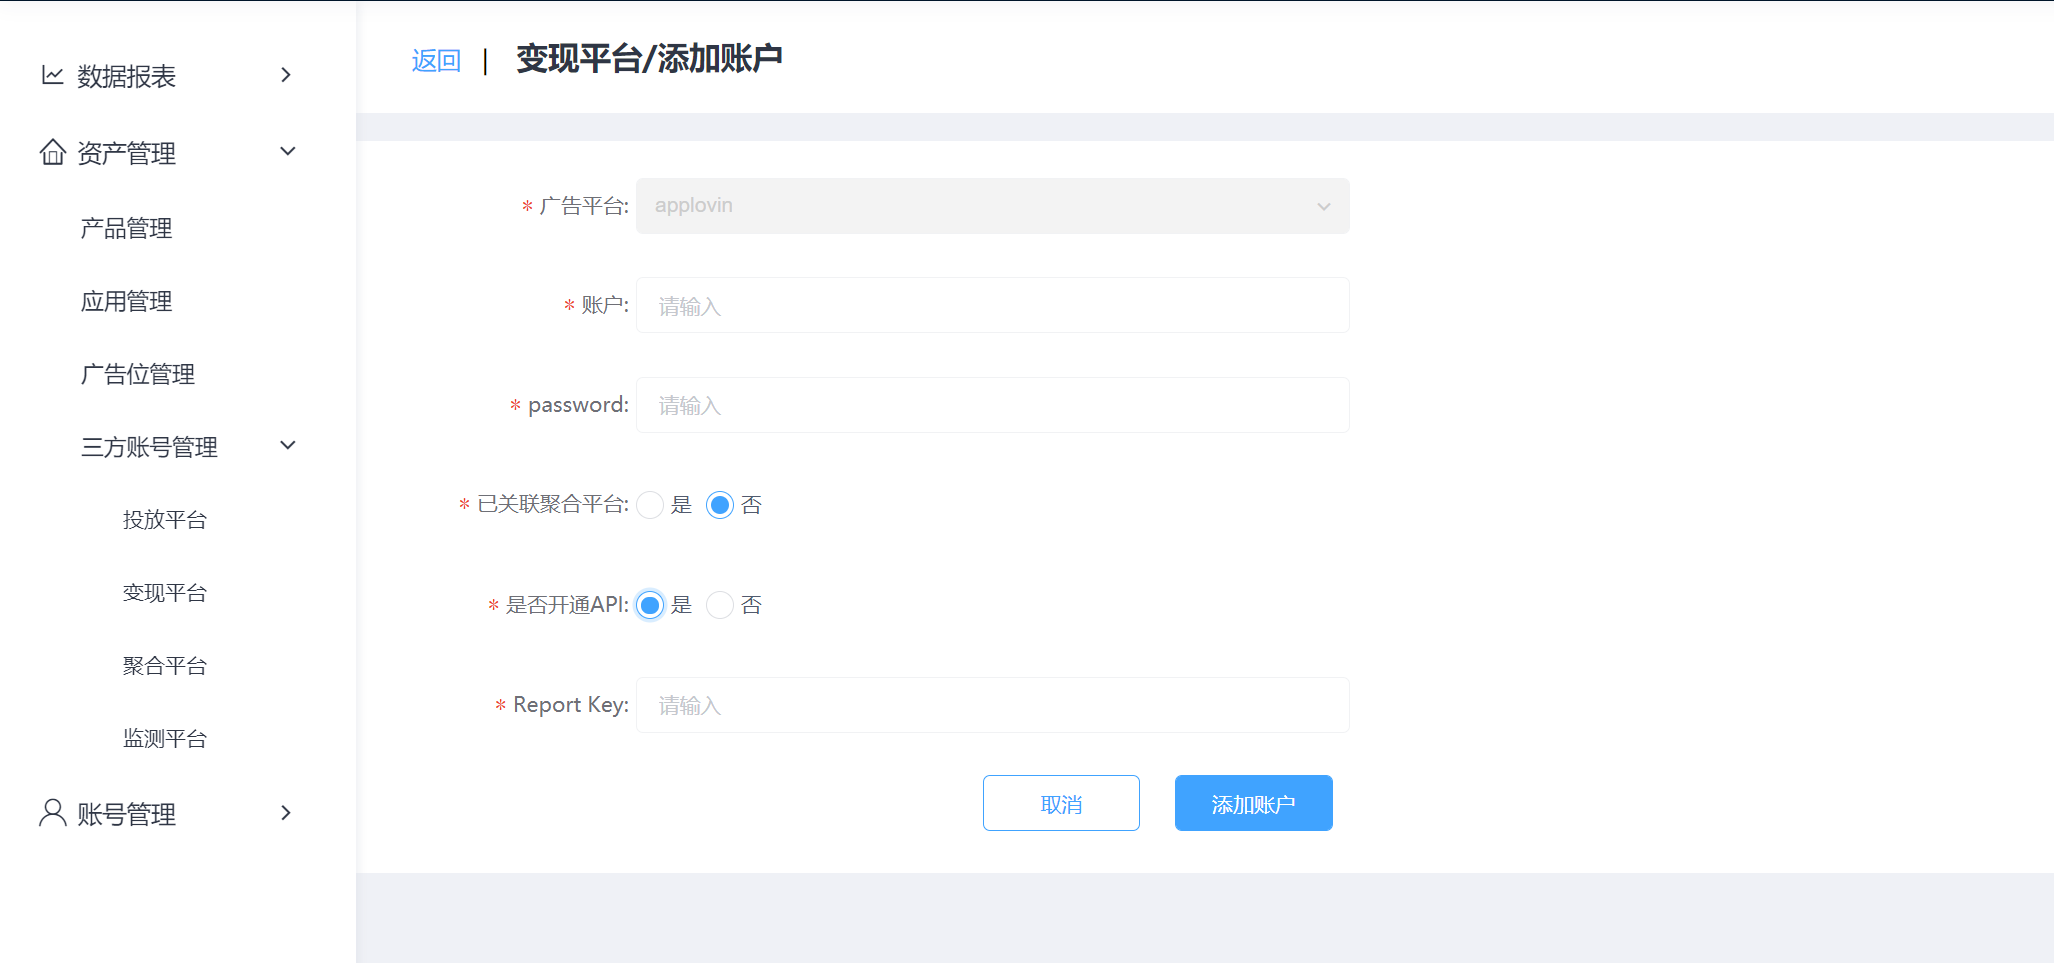 数据报表
资产管理
产品管理
应用管理
广告位管理
三方账号管理
投放平台
变现平台
聚合平台
监测平台
账号管理
返回 | 变现平台/添加账户
* 广告平台: applovin
* 账户: 请输入
* password: 请输入
* 已关联聚合平台: 是 否
* 是否开通API: 是 否
* Report Key: 请输入
取消 添加账户